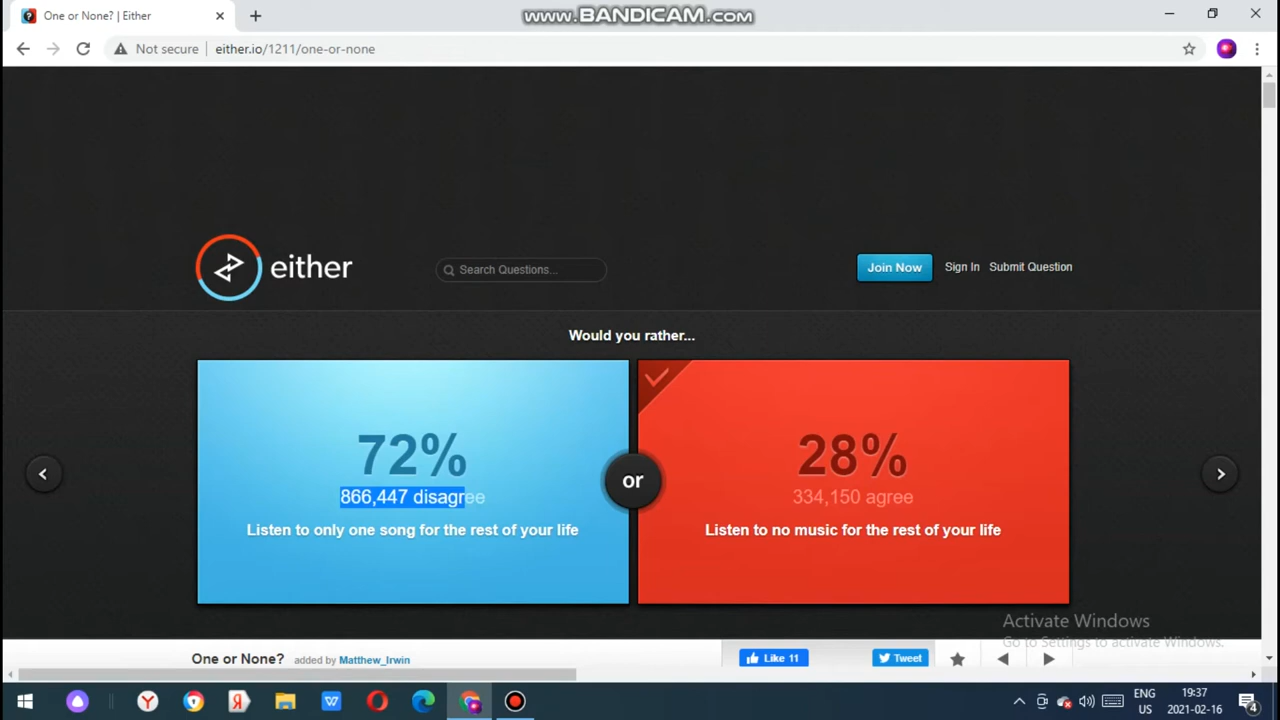 One or None? | Either
www.BANDICAM.com
Not secure
either.io/1211/one-or-none
either
Search Questions...
Join Now
Sign In
Submit Question
Would you rather...
72%
866,447 disagree
Listen to only one song for the rest of your life
or
28%
334,150 agree
Listen to no music for the rest of your life
Activate Windows
Go to Settings to activate Windows.
One or None?
added by Matthew_Irwin
Like 11
Tweet
ENG
US
19:37
2021-02-16
4